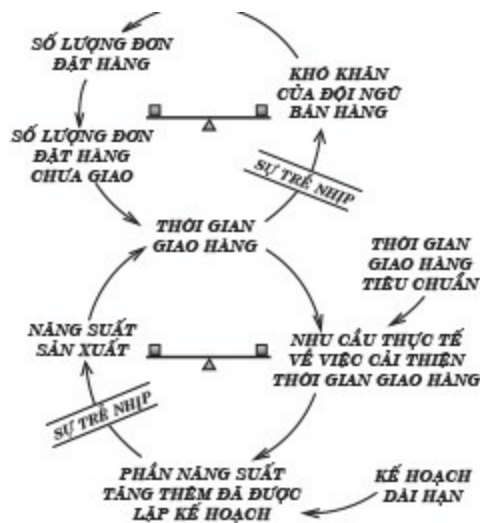 SỐ LƯỢNG ĐƠN
ĐẶT HÀNG
KHÓ KHĂN
CỦA ĐỘI NGŨ
BÁN HÀNG
SỐ LƯỢNG ĐƠN
ĐẶT HÀNG
CHƯA GIAO
SỰ TRỄ NHỊP
THỜI GIAN
GIAO HÀNG
THỜI GIAN
GIAO HÀNG
TIÊU CHUẨN
NĂNG SUẤT
SẢN XUẤT
NHU CẦU THỰC TẾ
VỀ VIỆC CẢI THIỆN
THỜI GIAN GIAO HÀNG
SỰ TRỄ NHỊP
PHẦN NĂNG SUẤT
TĂNG THÊM ĐÃ ĐƯỢC
LẬP KẾ HOẠCH
KẾ HOẠCH
DÀI HẠN